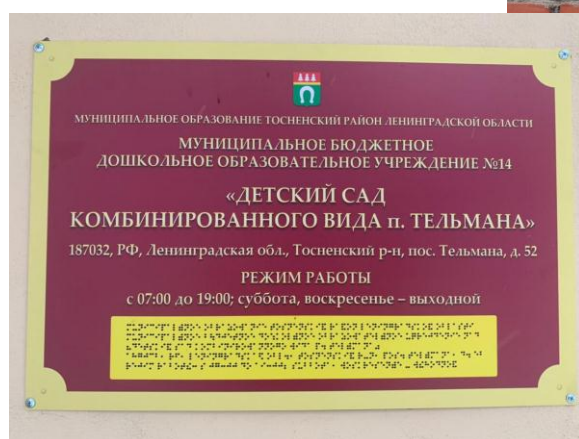 МУНИЦИПАЛЬНОЕ ОБРАЗОВАНИЕ ТОСНЕНСКИЙ РАЙОН ЛЕНИНГРАДСКОЙ ОБЛАСТИ
МУНИЦИПАЛЬНОЕ БЮДЖЕТНОЕ
ДОШКОЛЬНОЕ ОБРАЗОВАТЕЛЬНОЕ УЧРЕЖДЕНИЕ №14
«ДЕТСКИЙ САД
КОМБИНИРОВАННОГО ВИДА п. ТЕЛЬМАНА»
187032, РФ, Ленинградская обл., Тосненский р-н, пос. Тельмана, д. 52
РЕЖИМ РАБОТЫ
с 07:00 до 19:00; суббота, воскресенье – выходной